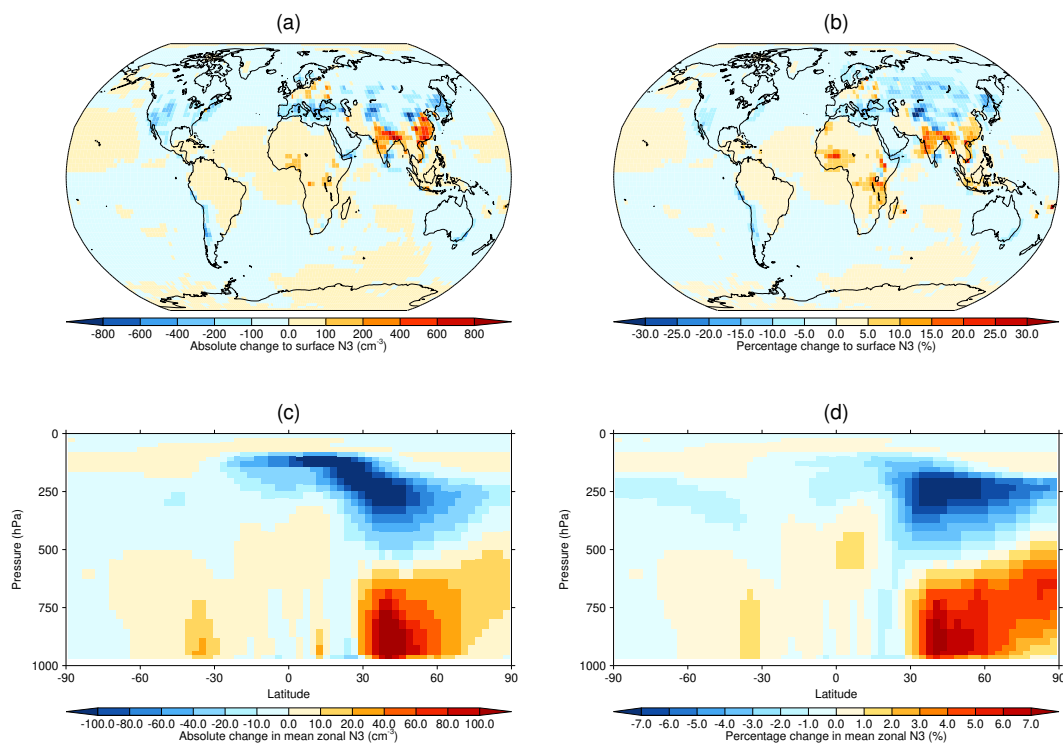 (a) (b)
-800 -600 -400 -200 -100 0.0 100 200 400 600 800
Absolute change to surface N3 (cm⁻³)
-30.0 -25.0 -20.0 -15.0 -10.0 -5.0 0.0 5.0 10.0 15.0 20.0 25.0 30.0
Percentage change to surface N3 (%)
(c)
0
250
500
750
1000
Pressure (hPa)
-90 -60 -30 0 30 60 90
Latitude
-100.0 -80.0 -60.0 -40.0 -20.0 -10.0 0.0 10.0 20.0 40.0 60.0 80.0 100.0
Absolute change in mean zonal N3 (cm⁻³)
(d)
0
250
500
750
1000
Pressure (hPa)
-90 -60 -30 0 30 60 90
Latitude
-7.0 -6.0 -5.0 -4.0 -3.0 -2.0 -1.0 0.0 1.0 2.0 3.0 4.0 5.0 6.0 7.0
Percentage change in mean zonal N3 (%)